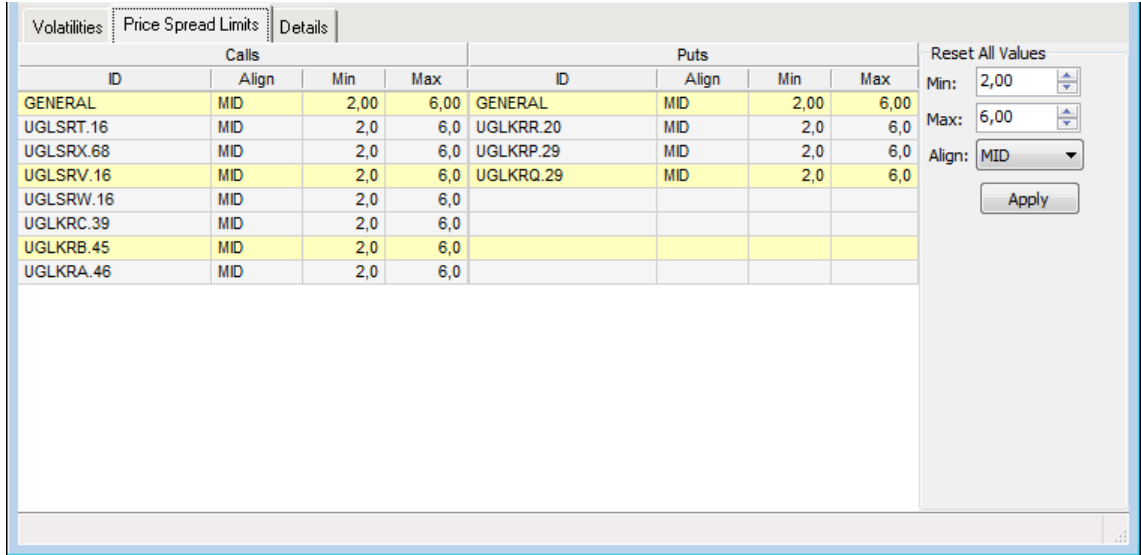 Volatilities Price Spread Limits Details
Calls Puts Reset All Values
ID Align Min Max ID Align Min Max
Min: 2,00
GENERAL MID 2,00 6,00 GENERAL MID 2,00 6,00
Max: 6,00
UGLSRT.16 MID 2,0 6,0 UGLKRR.20 MID 2,0 6,0
UGLSRX.68 MID 2,0 6,0 UGLKRP.29 MID 2,0 6,0
Align: MID
UGLSRV.16 MID 2,0 6,0 UGLKRQ.29 MID 2,0 6,0
UGLSRW.16 MID 2,0 6,0
Apply
UGLKRC.39 MID 2,0 6,0
UGLKRB.45 MID 2,0 6,0
UGLKRA.46 MID 2,0 6,0